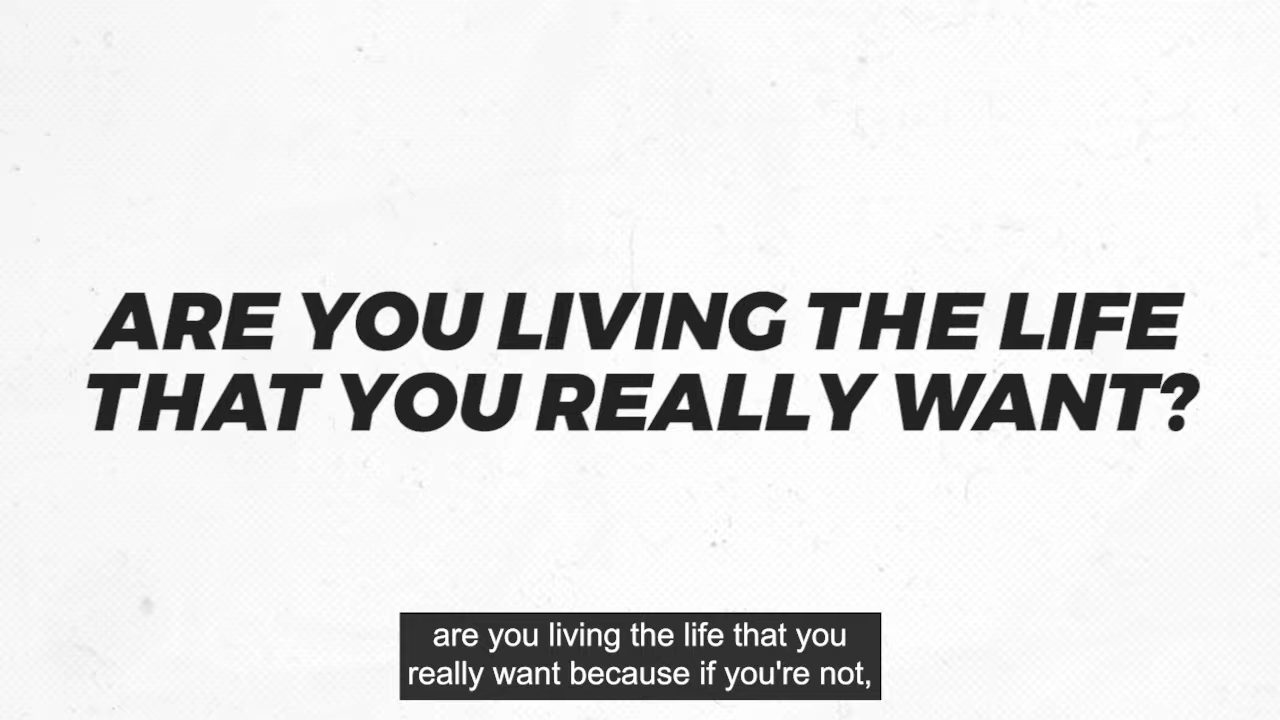 ARE YOU LIVING THE LIFE
THAT YOU REALLY WANT?
are you living the life that you
really want because if you're not,